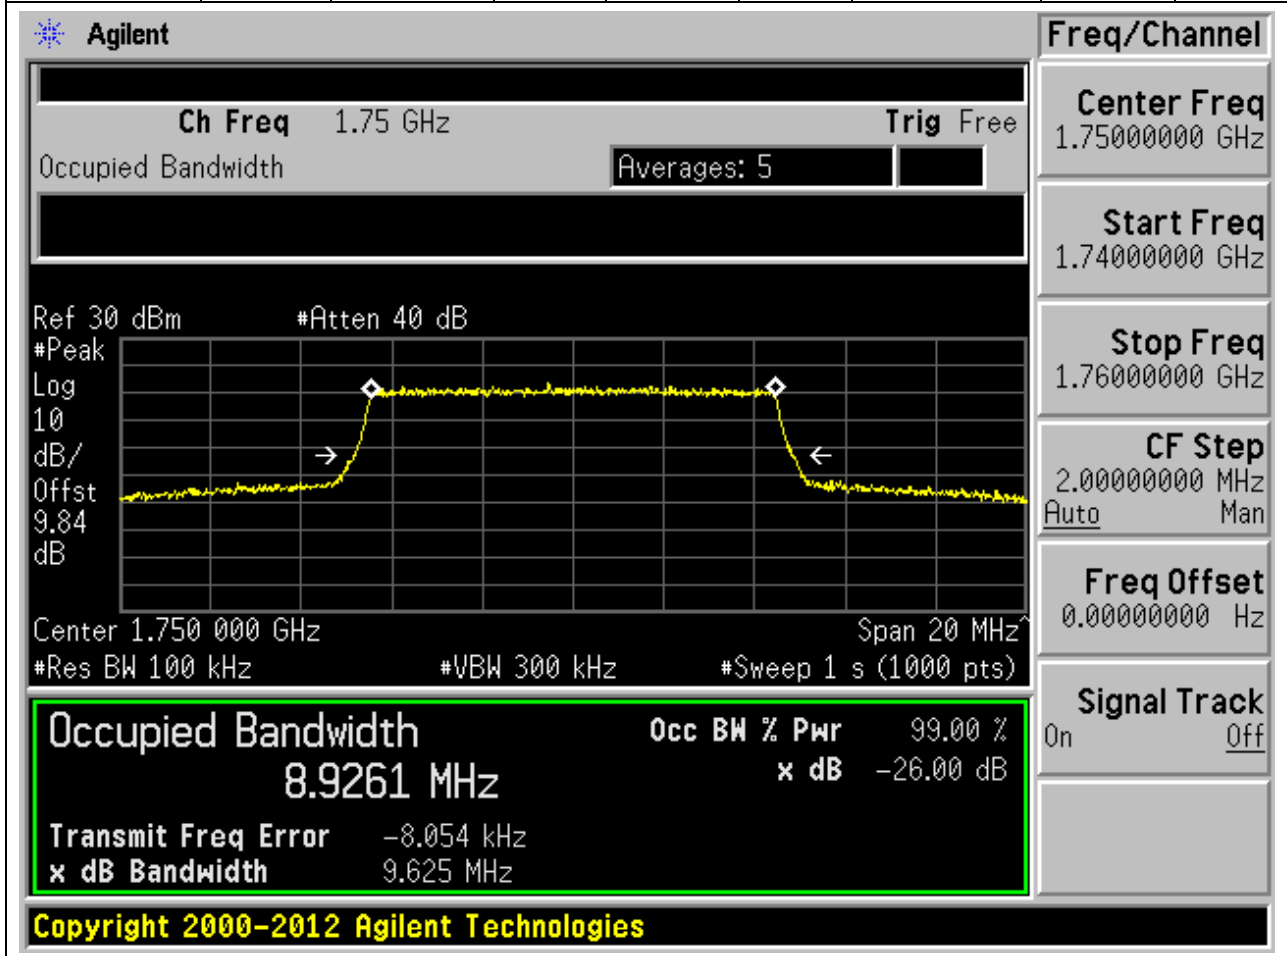 Agilent
Freq/Channel
Ch Freq 1.75 GHz Trig Free
Occupied Bandwidth Averages: 5
Center Freq
1.75000000 GHz
Start Freq
1.74000000 GHz
Stop Freq
1.76000000 GHz
CF Step
2.00000000 MHz
Auto Man
Freq Offset
0.00000000 Hz
Signal Track
On Off
Ref 30 dBm #Atten 40 dB
#Peak
Log
10
dB/
Offst
9.84
dB
Center 1.750 000 GHz Span 20 MHz^
#Res BW 100 kHz #VBW 300 kHz #Sweep 1 s (1000 pts)
Occupied Bandwidth Occ BW % Pwr 99.00 %
8.9261 MHz x dB -26.00 dB
Transmit Freq Error -8.054 kHz
x dB Bandwidth 9.625 MHz
Copyright 2000-2012 Agilent Technologies